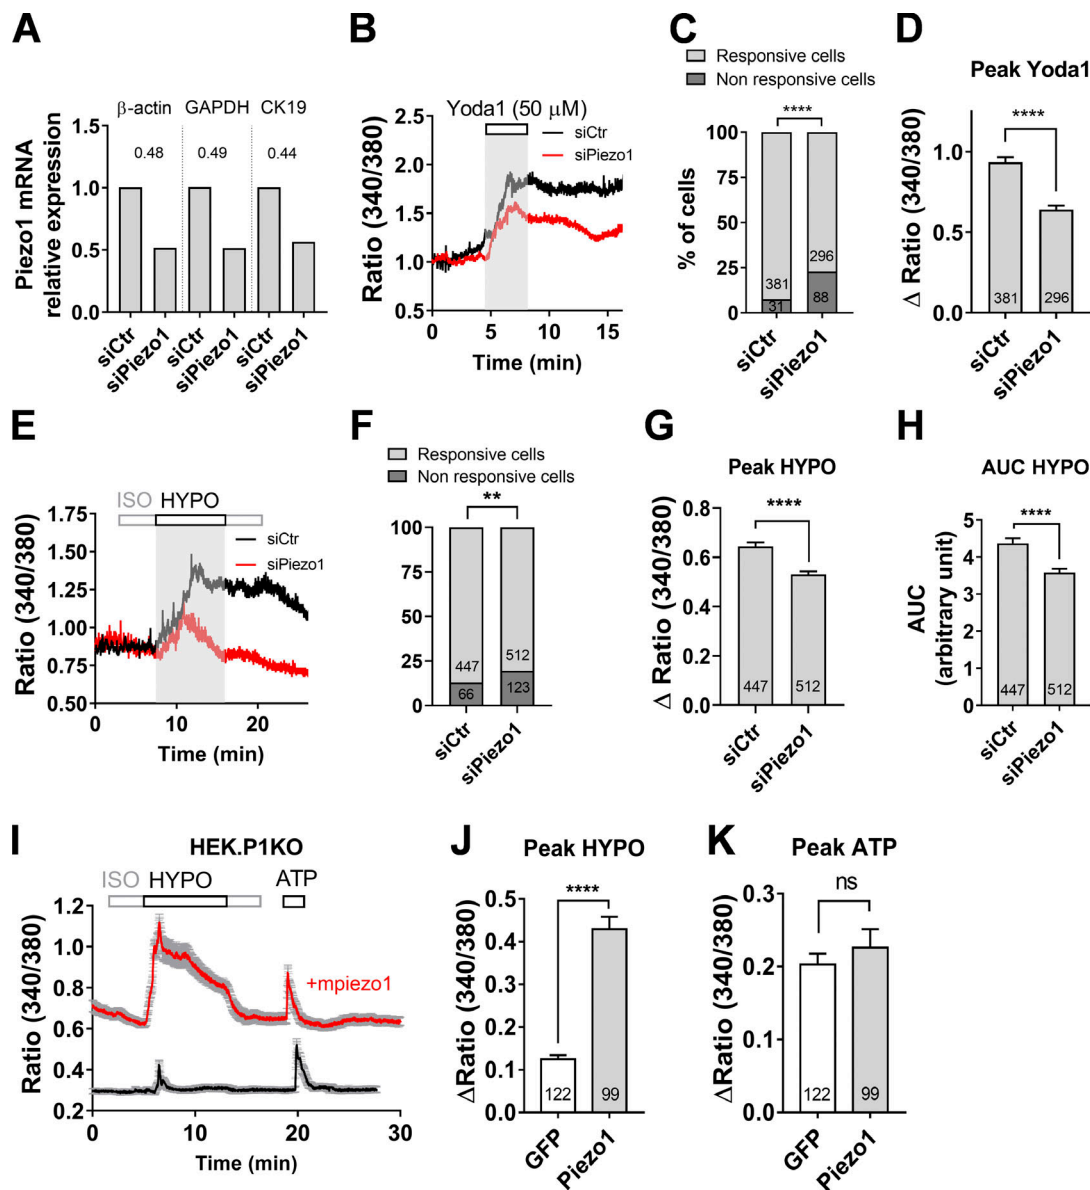 A
β-actin GAPDH CK19
0.48 0.49 0.44
Piezo1 mRNA
relative expression
1.5
1.0
0.5
0.0
siCtr
siPiezo1
siCtr
siPiezo1
siCtr
siPiezo1
B
Yoda1 (50 µM)
siCtr
siPiezo1
Ratio (340/380)
2.5
2.0
1.5
1.0
0.5
0 5 10 15
Time (min)
C
Responsive cells
Non responsive cells
****
% of cells
100
75
50
25
0
381
31
296
88
siCtr
siPiezo1
D
Peak Yoda1
****
Δ Ratio (340/380)
1.0
0.5
0.0
381 296
siCtr
siPiezo1
E
ISO HYPO
siCtr
siPiezo1
Ratio (340/380)
1.75
1.50
1.25
1.00
0.75
0.50
0 10 20
Time (min)
F
Responsive cells
Non responsive cells
**
100
75
50
25
0
447
66
512
123
siCtr
siPiezo1
G
Peak HYPO
****
Δ Ratio (340/380)
0.8
0.6
0.4
0.2
0.0
447 512
siCtr
siPiezo1
H
AUC HYPO
****
AUC
(arbitrary unit)
5
4
3
2
1
0
447 512
siCtr
siPiezo1
I
HEK.P1KO
ISO HYPO ATP
+mpiezo1
Ratio (340/380)
1.2
1.0
0.8
0.6
0.4
0.2
0 10 20 30
Time (min)
J
Peak HYPO
****
ΔRatio (340/380)
0.5
0.4
0.3
0.2
0.1
0.0
122 99
GFP
Piezo1
K
Peak ATP
ns
ΔRatio (340/380)
0.3
0.2
0.1
0.0
122 99
GFP
Piezo1